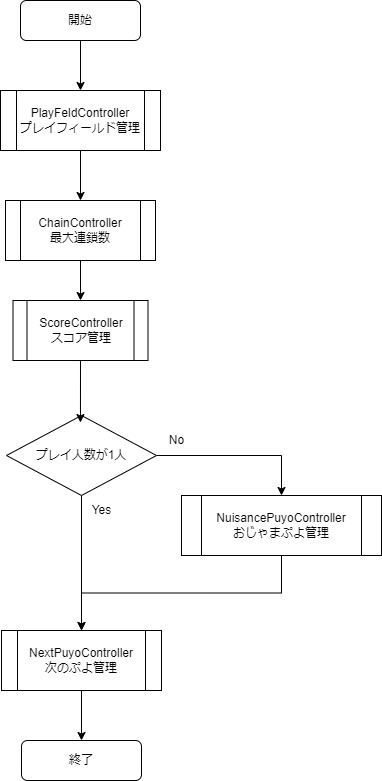 開始
PlayFeldController
プレイフィールド管理
ChainController
最大連鎖数
ScoreController
スコア管理
プレイ人数が1人
No
Yes
NuisancePuyoController
おじゃまぷよ管理
NextPuyoController
次のぷよ管理
終了